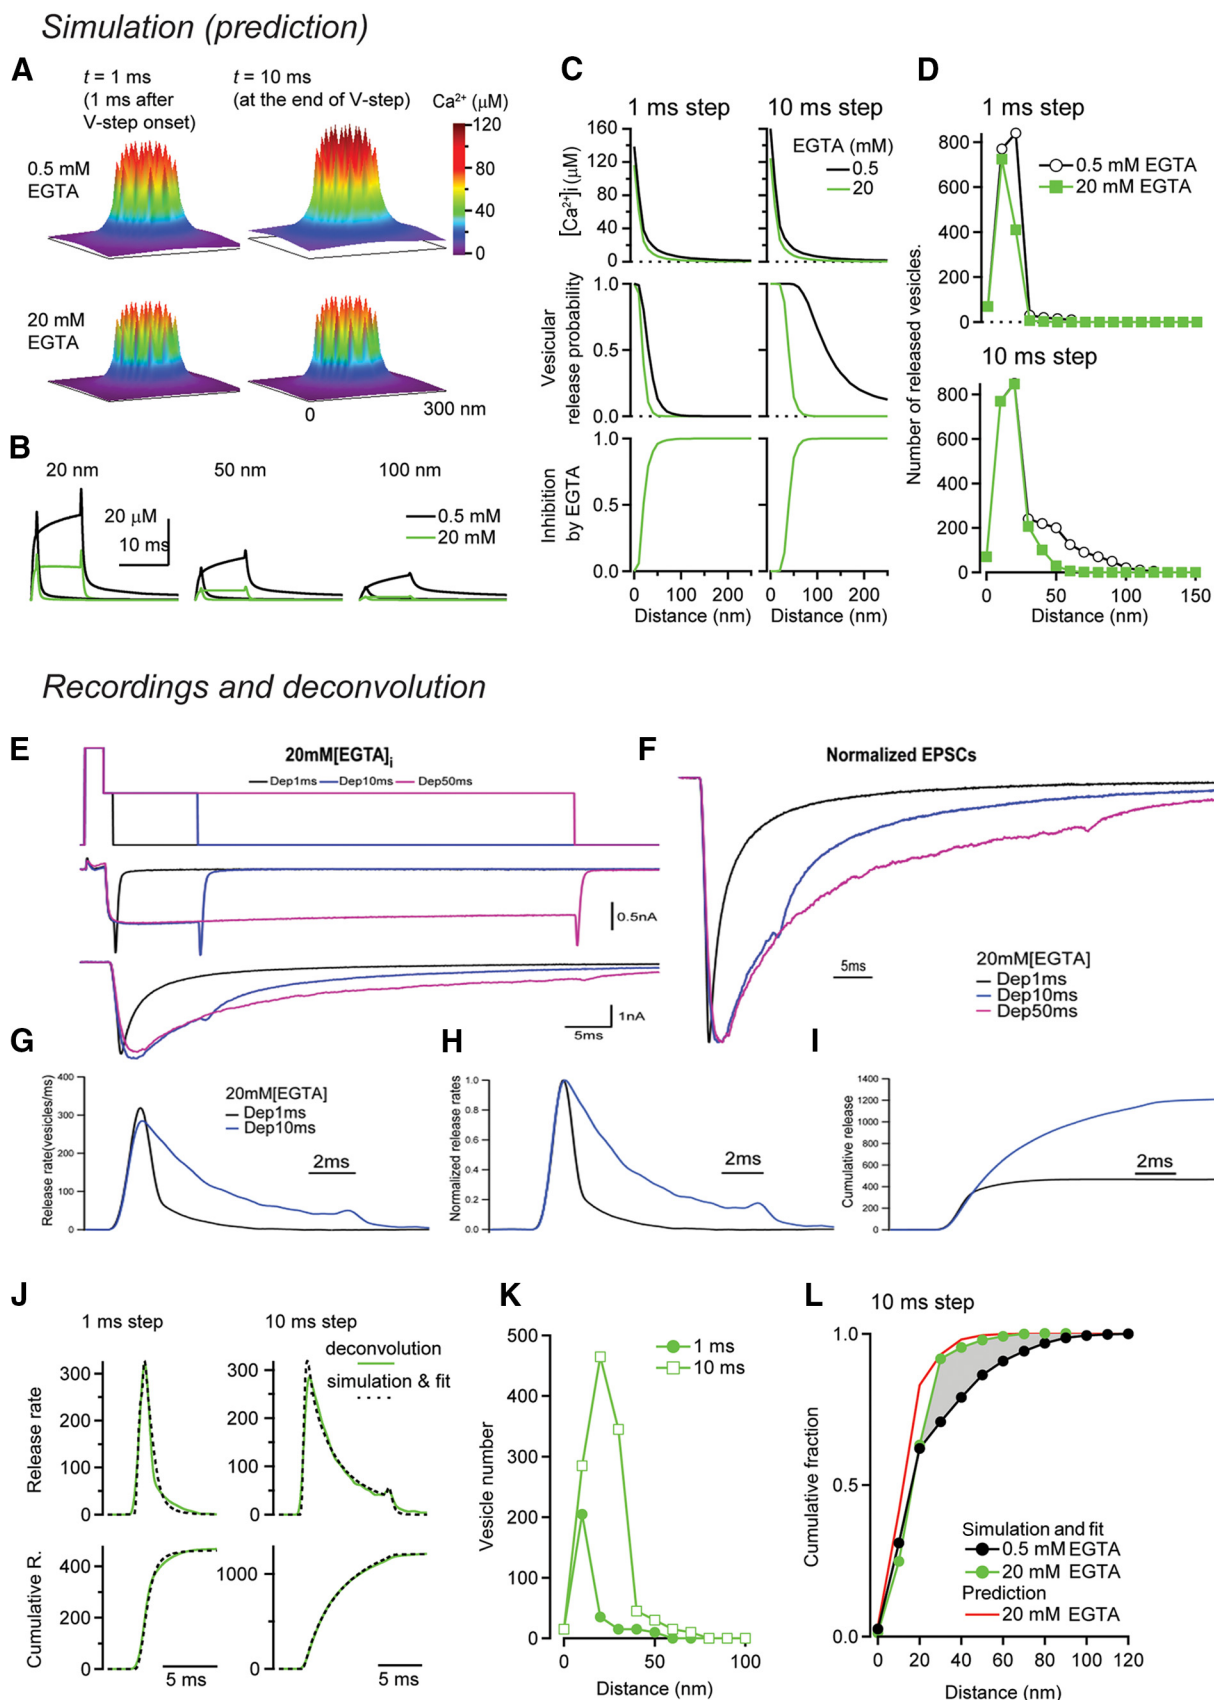 Simulation (prediction)
A
t = 1 ms
(1 ms after
V-step onset)
t = 10 ms
(at the end of V-step)
Ca²⁺ (μM)
120
80
40
0
0.5 mM
EGTA
20 mM
EGTA
0
300 nm
B
20 nm
50 nm
100 nm
20 μM
10 ms
0.5 mM
20 mM
C
1 ms step
10 ms step
EGTA (mM)
0.5
20
[Ca²⁺]i (μM)
160
120
80
40
0
Vesicular
release probability
1.0
0.5
0.0
Inhibition
by EGTA
1.0
0.5
0.0
0 100 200
0 100 200
Distance (nm)
Distance (nm)
D
1 ms step
0.5 mM EGTA
20 mM EGTA
800
600
400
200
0
10 ms step
800
600
400
200
0
Number of released vesicles.
0 50 100 150
Distance (nm)
Recordings and deconvolution
E
20mM[EGTA]i
Dep1ms Dep10ms Dep50ms
0.5nA
1nA
5ms
F
Normalized EPSCs
5ms
20mM[EGTA]
Dep1ms
Dep10ms
Dep50ms
G
Release rate(vesicles/ms)
400
300
200
100
0
20mM[EGTA]
Dep1ms
Dep10ms
2ms
H
Normalized release rates
1.0
0.8
0.6
0.4
0.2
0.0
2ms
I
Cumulative release
1400
1200
1000
800
600
400
200
0
2ms
J
1 ms step
10 ms step
deconvolution
simulation & fit
Release rate
300
200
100
0
300
200
100
0
Cumulative R.
400
200
0
1000
0
5 ms
5 ms
K
1 ms
10 ms
Vesicle number
500
400
300
200
100
0
0 50 100
Distance (nm)
L
10 ms step
Cumulative fraction
1.0
0.5
0.0
Simulation and fit
0.5 mM EGTA
20 mM EGTA
Prediction
20 mM EGTA
0 20 40 60 80 100 120
Distance (nm)